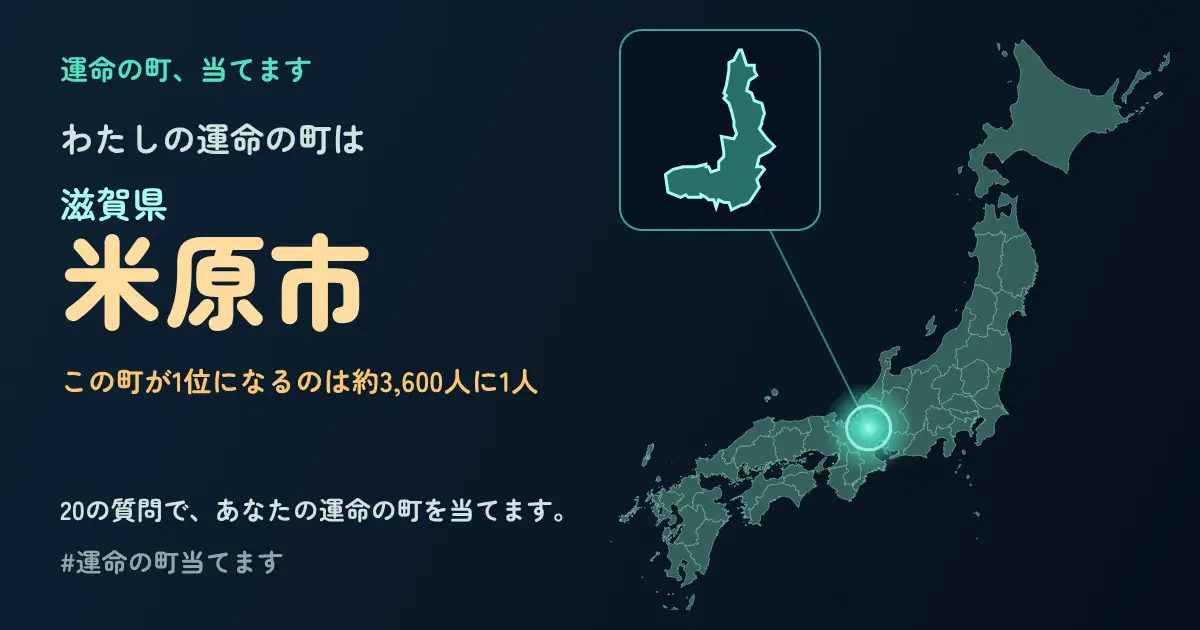 運命の町、当てます
わたしの運命の町は
滋賀県
米原市
この町が1位になるのは約3,600人に1人
20の質問で、あなたの運命の町を当てます。
#運命の町当てます